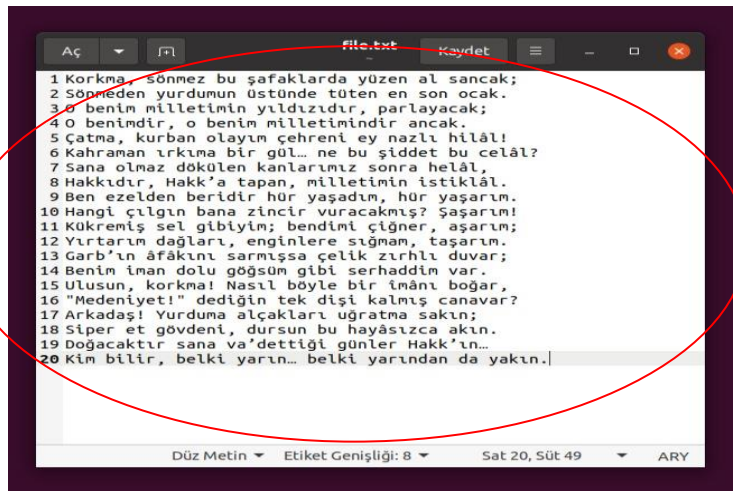 Aç file.txt Kaydet
~
1 Korkma, sönmez bu şafaklarda yüzen al sancak;
2 Sönmeden yurdumun üstünde tüten en son ocak.
3 O benim milletimin yıldızıdır, parlayacak;
4 O benimdir, o benim milletimindir ancak.
5 Çatma, kurban olayım çehreni ey nazlı hilâl!
6 Kahraman ırkıma bir gül… ne bu şiddet bu celâl?
7 Sana olmaz dökülen kanlarımız sonra helâl,
8 Hakkıdır, Hakk’a tapan, milletimin istiklâl.
9 Ben ezelden beridir hür yaşadım, hür yaşarım.
10 Hangi çılgın bana zincir vuracakmış? Şaşarım!
11 Kükremiş sel gibiyim; bendimi çiğner, aşarım;
12 Yırtarım dağları, enginlere sığmam, taşarım.
13 Garb’ın âfâkını sarmışsa çelik zırhlı duvar;
14 Benim iman dolu göğsüm gibi serhaddim var.
15 Ulusun, korkma! Nasıl böyle bir îmânı boğar,
16 "Medeniyet!" dediğin tek dişi kalmış canavar?
17 Arkadaş! Yurduma alçakları uğratma sakın;
18 Siper et gövdeni, dursun bu hayâsızca akın.
19 Doğacaktır sana va’dettiği günler Hakk’ın…
20 Kim bilir, belki yarın… belki yarından da yakın.
Düz Metin Etiket Genişliği: 8 Sat 20, Süt 49 ARY